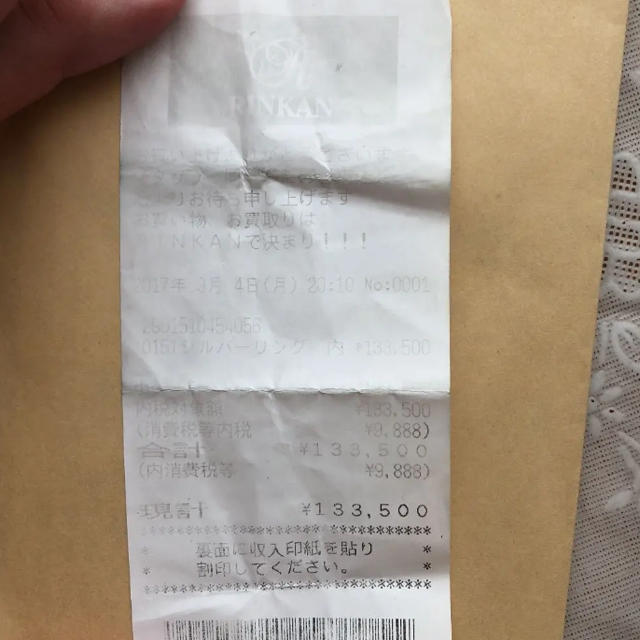 RINKAN
お待ち申し上げます
お買い物、お買取りは
RINKANで決まり!!!
2017年 9月 4日(月) 20:10 No:0001
0151シルバーリング 内 ¥133,500
内税対象額 ¥133,500
(消費税等内税 ¥9,888)
合計 ¥133,500
(内消費税等 ¥9,888)
現計 ¥133,500
****************************
* 裏面に収入印紙を貼り *
* 割印してください。 *
****************************